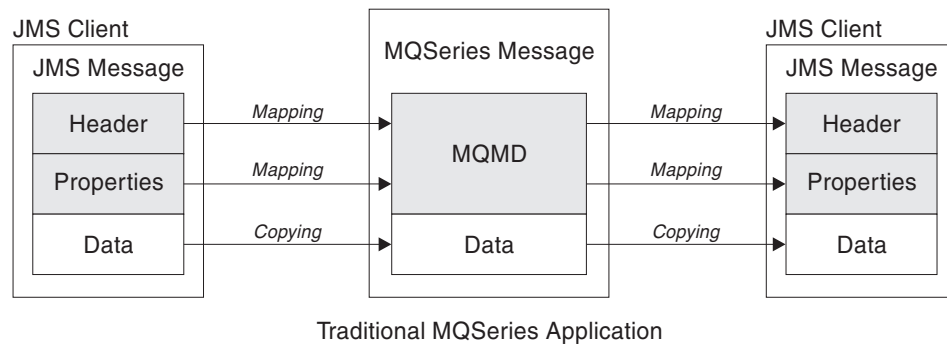 JMS Client
JMS Message
Header
Properties
Data
Mapping
Mapping
Copying
MQSeries Message
MQMD
Data
Mapping
Mapping
Copying
JMS Client
JMS Message
Header
Properties
Data
Traditional MQSeries Application